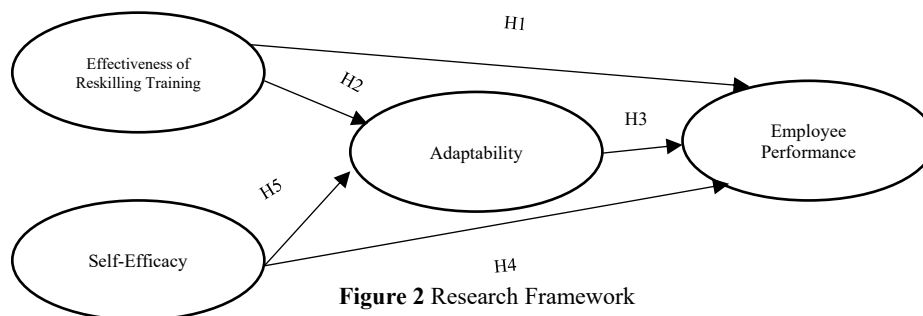 H1
Effectiveness of
Reskilling Training
H2
H3
Employee
Performance
Adaptability
H5
Self-Efficacy
H4
Figure 2 Research Framework